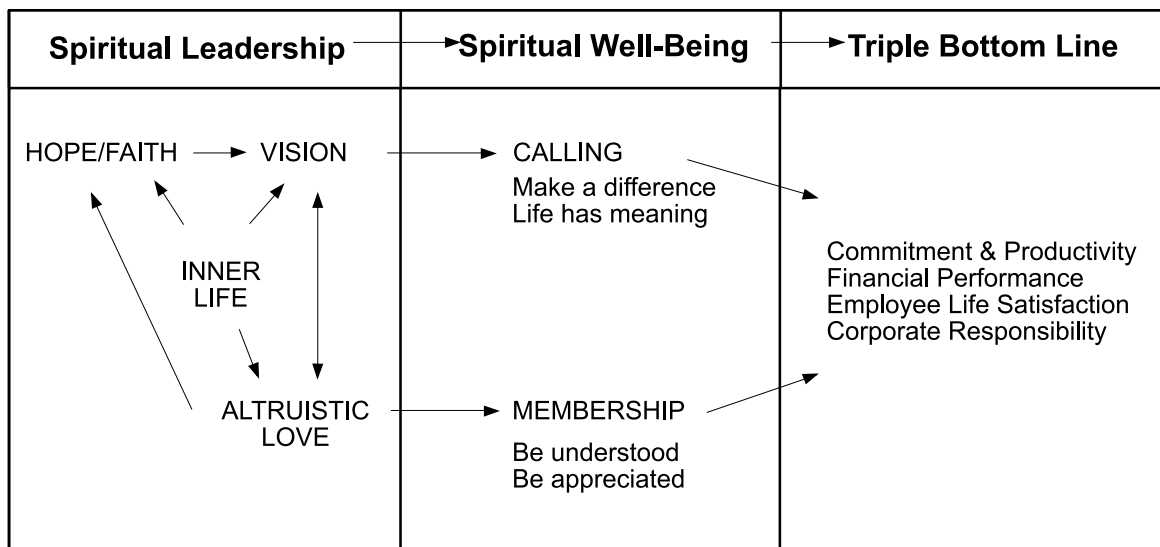 Spiritual Leadership
Spiritual Well-Being
Triple Bottom Line
HOPE/FAITH
VISION
INNER
LIFE
ALTRUISTIC
LOVE
CALLING
Make a difference
Life has meaning
MEMBERSHIP
Be understood
Be appreciated
Commitment & Productivity
Financial Performance
Employee Life Satisfaction
Corporate Responsibility